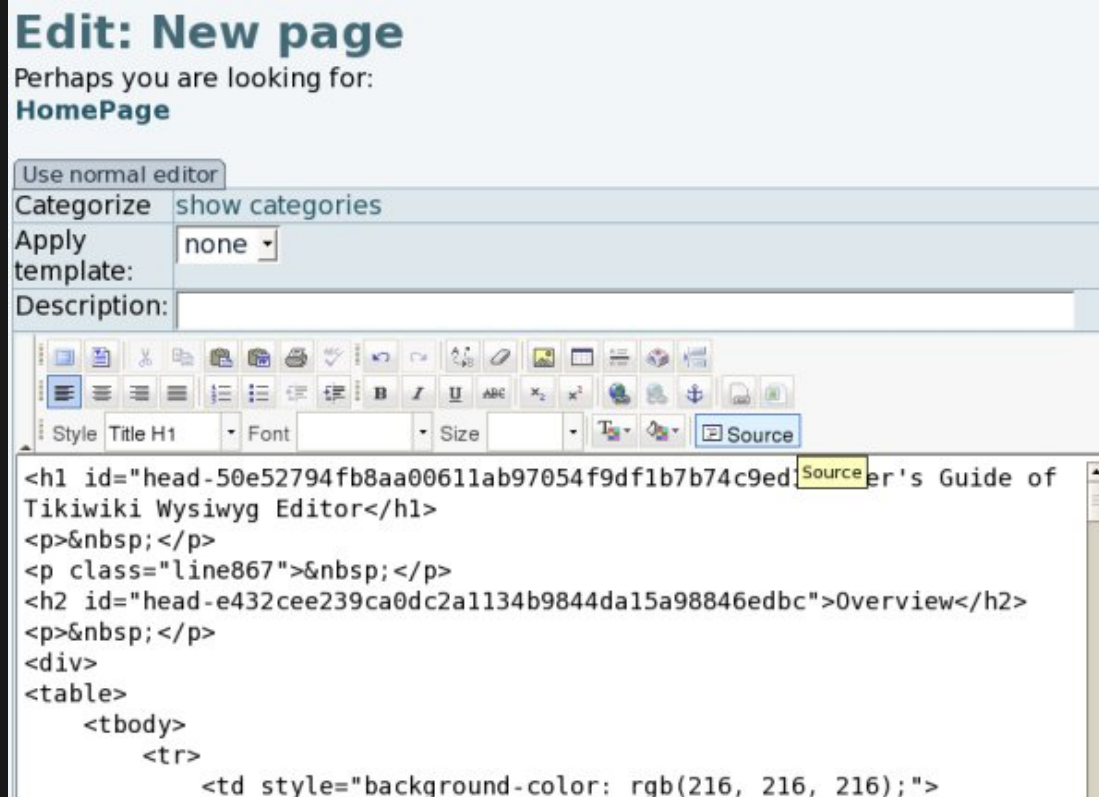 Edit: New page
Perhaps you are looking for:
HomePage
Use normal editor
Categorize show categories
Apply template: none
Description:
B I U ABC x2 x2
Style Title H1 Font Size Source
Source
<h1 id="head-50e52794fb8aa00611ab97054f9df1b7b74c9ed er's Guide of
Tikiwiki Wysiwyg Editor</h1>
<p>&nbsp;</p>
<p class="line867">&nbsp;</p>
<h2 id="head-e432cee239ca0dc2a1134b9844da15a98846edbc">Overview</h2>
<p>&nbsp;</p>
<div>
<table>
<tbody>
<tr>
<td style="background-color: rgb(216, 216, 216);">